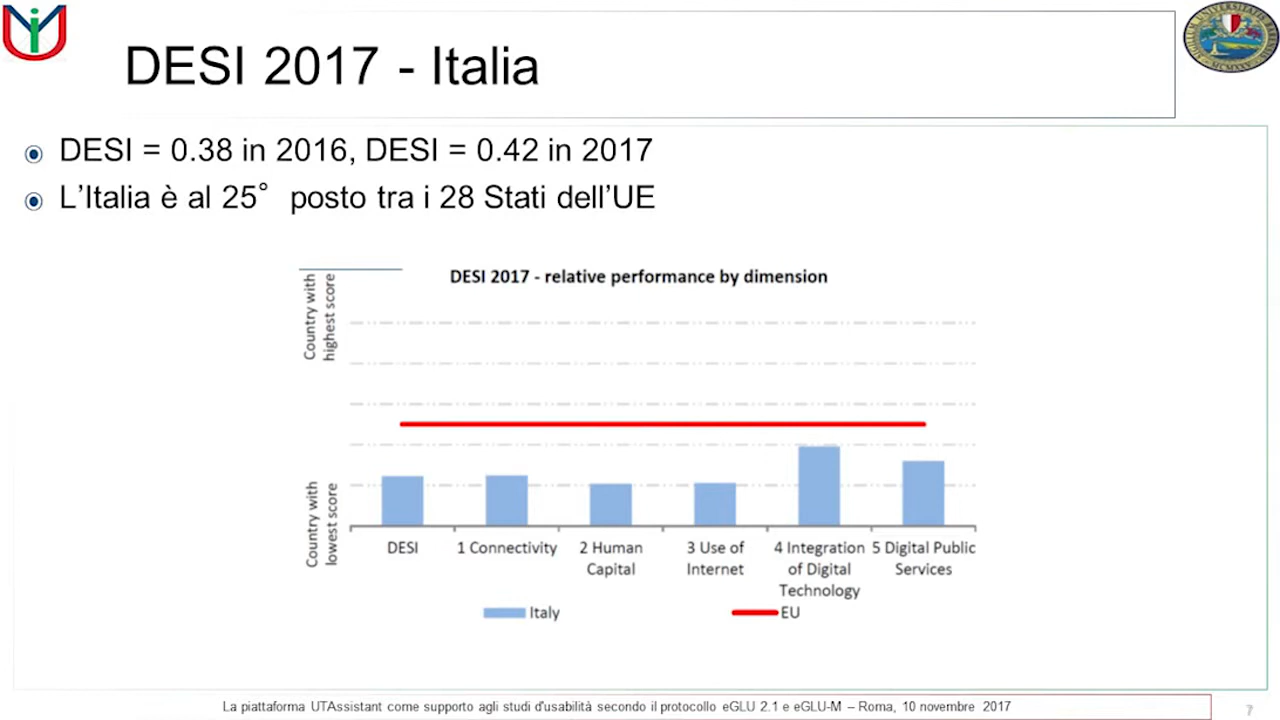 DESI 2017 - Italia
DESI = 0.38 in 2016, DESI = 0.42 in 2017
L’Italia è al 25° posto tra i 28 Stati dell’UE
DESI 2017 - relative performance by dimension
Country with
highest score
Country with
lowest score
DESI
1 Connectivity
2 Human
Capital
3 Use of
Internet
4 Integration
of Digital
Technology
5 Digital Public
Services
Italy
EU
La piattaforma UTAssistant come supporto agli studi d'usabilità secondo il protocollo eGLU 2.1 e eGLU-M – Roma, 10 novembre 2017
7